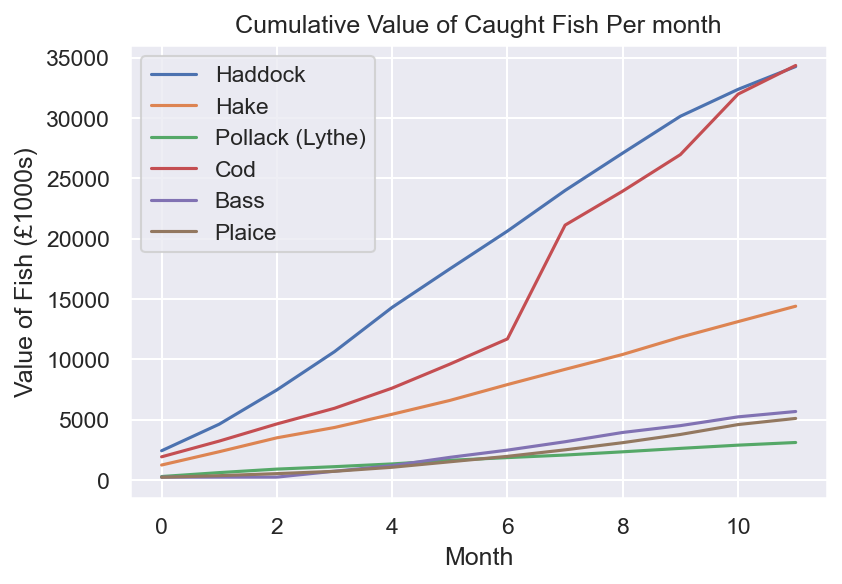 Cumulative Value of Caught Fish Per month
Value of Fish (£1000s)
35000
30000
25000
20000
15000
10000
5000
0
Haddock
Hake
Pollack (Lythe)
Cod
Bass
Plaice
0 2 4 6 8 10
Month